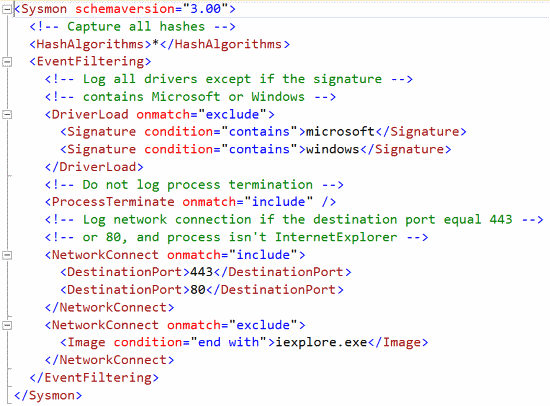 <Sysmon schemaversion="3.00">
<!-- Capture all hashes -->
<HashAlgorithms>*</HashAlgorithms>
<EventFiltering>
<!-- Log all drivers except if the signature -->
<!-- contains Microsoft or Windows -->
<DriverLoad onmatch="exclude">
<Signature condition="contains">microsoft</Signature>
<Signature condition="contains">windows</Signature>
</DriverLoad>
<!-- Do not log process termination -->
<ProcessTerminate onmatch="include" />
<!-- Log network connection if the destination port equal 443 -->
<!-- or 80, and process isn't InternetExplorer -->
<NetworkConnect onmatch="include">
<DestinationPort>443</DestinationPort>
<DestinationPort>80</DestinationPort>
</NetworkConnect>
<NetworkConnect onmatch="exclude">
<Image condition="end with">iexplore.exe</Image>
</NetworkConnect>
</EventFiltering>
</Sysmon>